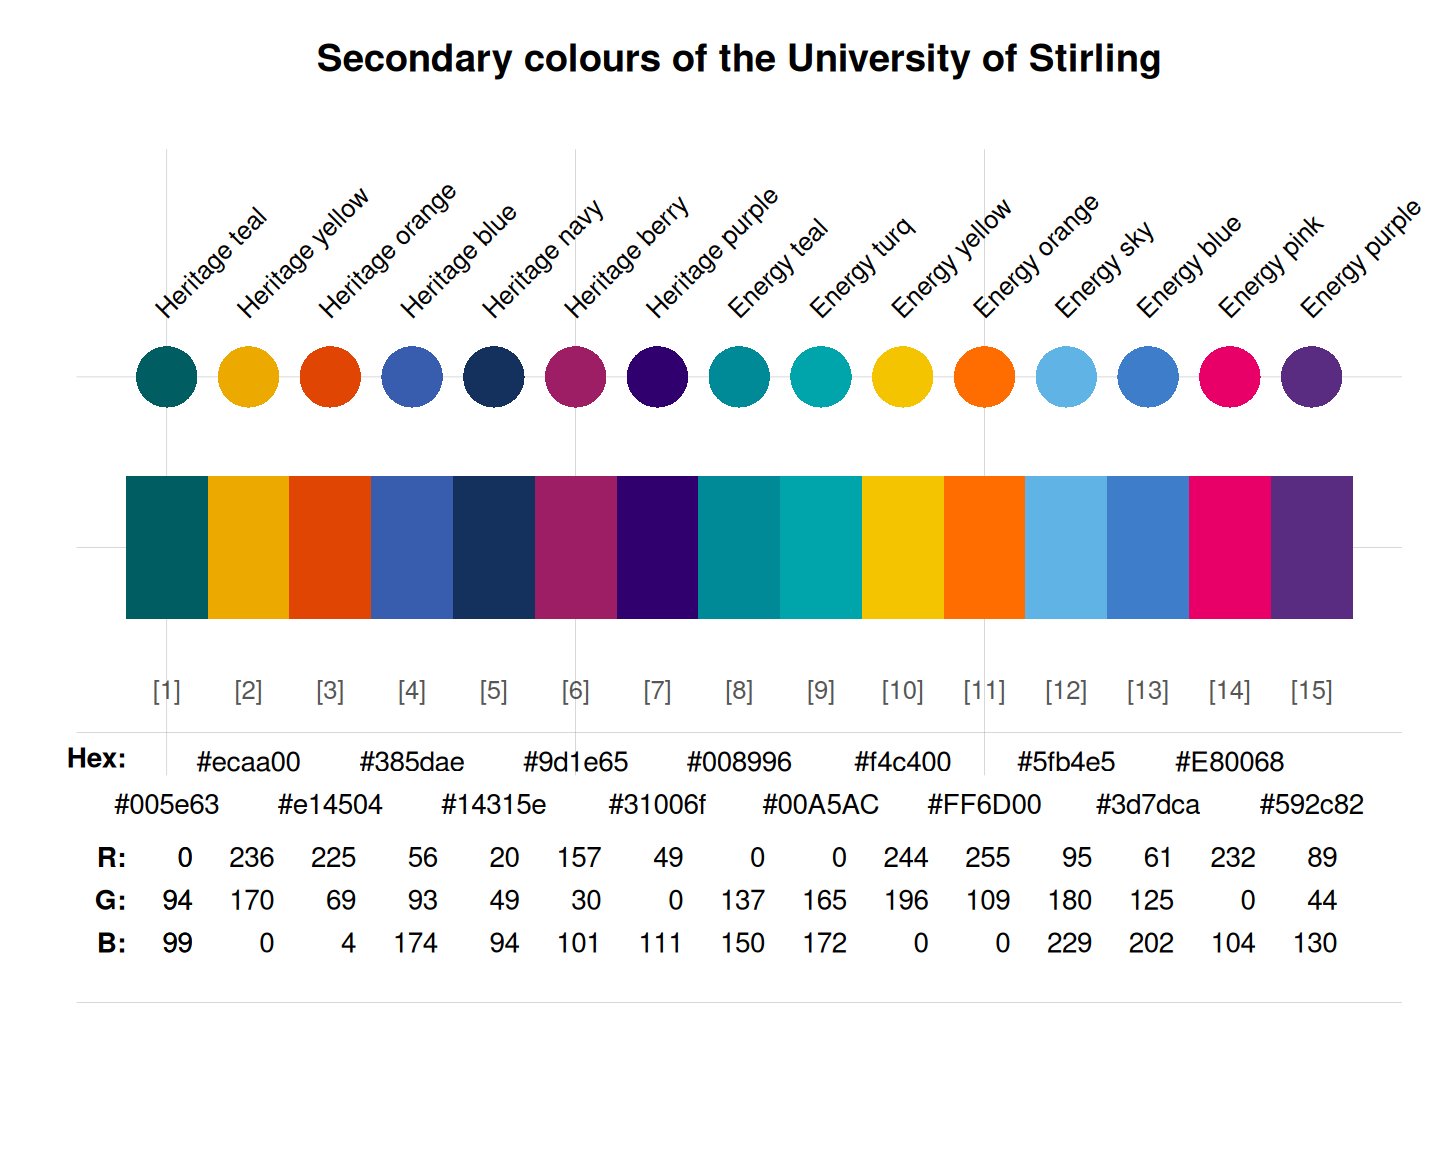 Secondary colours of the University of Stirling
Heritage teal
Heritage yellow
Heritage orange
Heritage blue
Heritage navy
Heritage berry
Heritage purple
Energy teal
Energy turq
Energy yellow
Energy orange
Energy sky
Energy blue
Energy pink
Energy purple
[1] [2] [3] [4] [5] [6] [7] [8] [9] [10] [11] [12] [13] [14] [15]
Hex: #ecaa00 #385dae #9d1e65 #008996 #f4c400 #5fb4e5 #E80068
#005e63 #e14504 #14315e #31006f #00A5AC #FF6D00 #3d7dca #592c82
R: 0 236 225 56 20 157 49 0 0 244 255 95 61 232 89
G: 94 170 69 93 49 30 0 137 165 196 109 180 125 0 44
B: 99 0 4 174 94 101 111 150 172 0 0 229 202 104 130